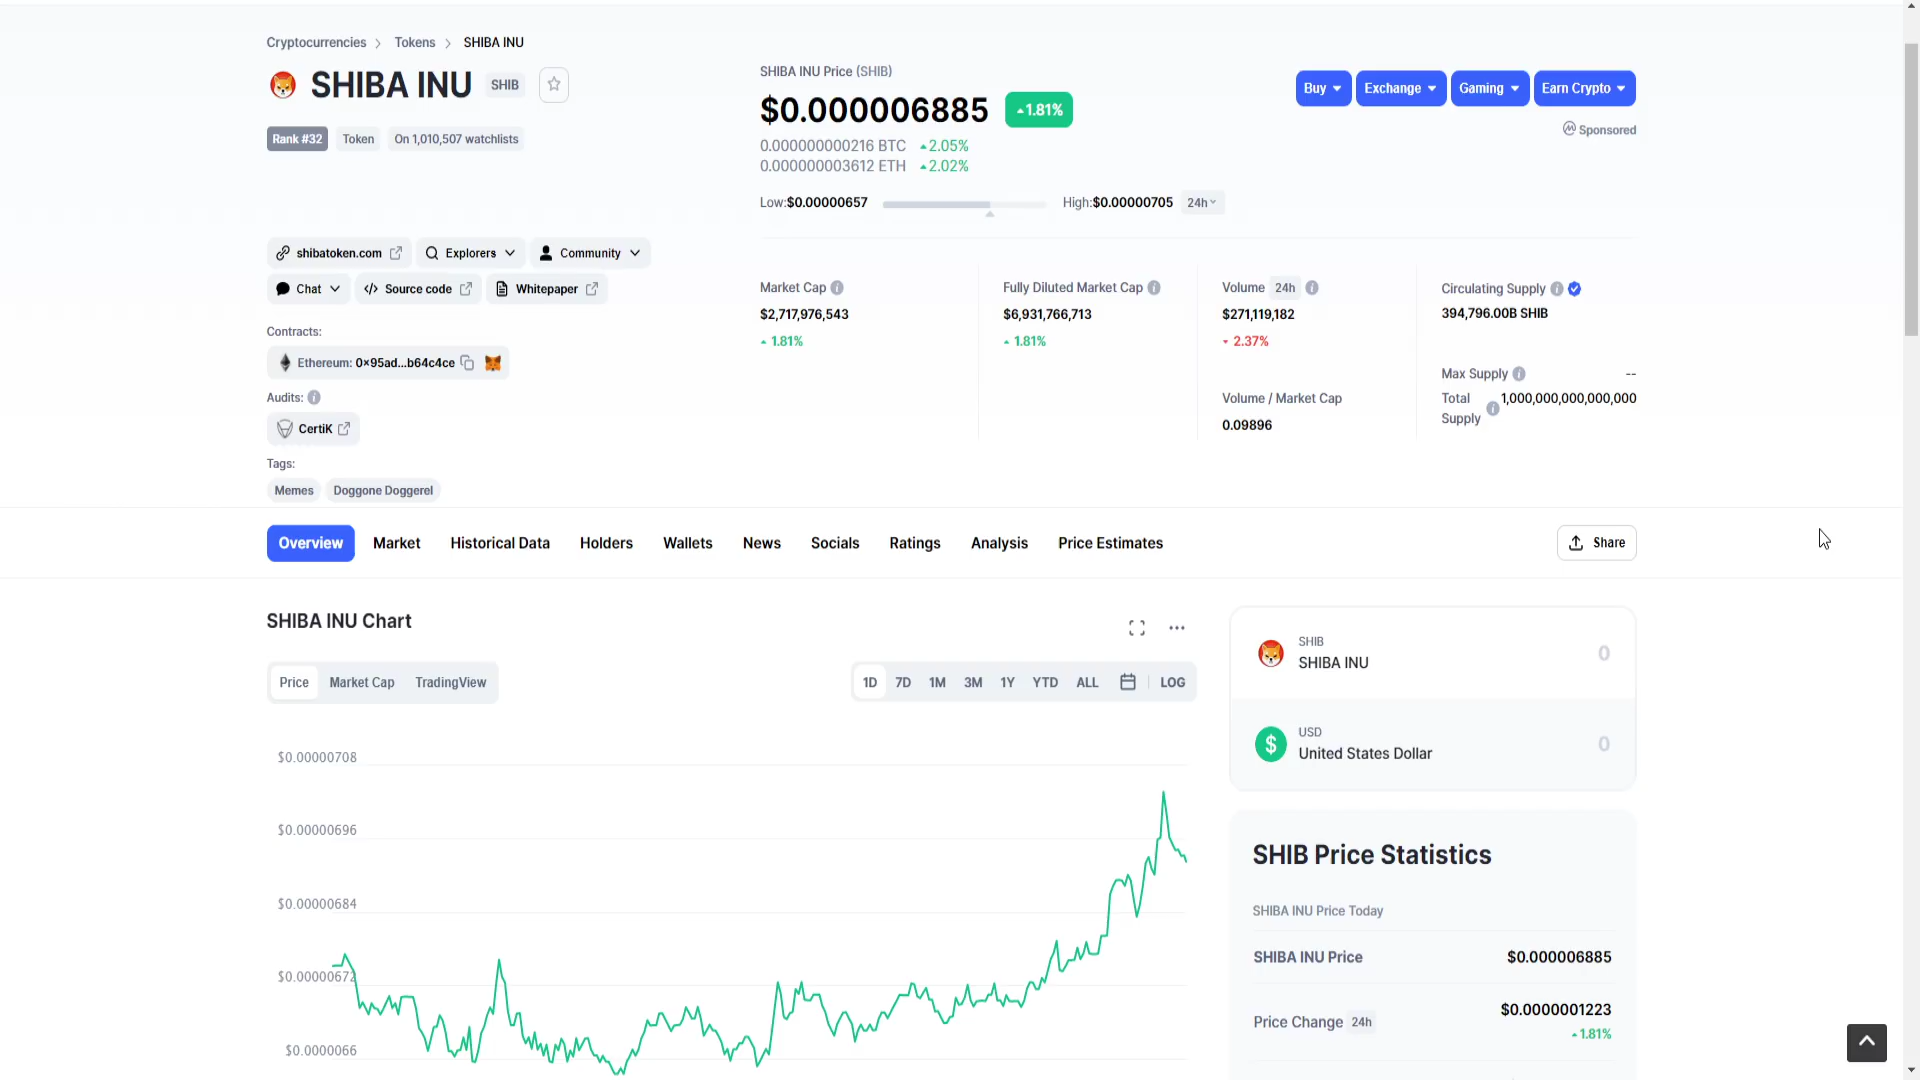 Cryptocurrencies > Tokens > SHIBA INU
SHIBA INU SHIB
Rank #32 Token On 1,010,507 watchlists
SHIBA INU Price (SHIB)
$0.000006885 1.81%
0.000000000216 BTC 2.05%
0.000000003612 ETH 2.02%
Low:$0.00000657 High:$0.00000705 24h
Buy Exchange Gaming Earn Crypto
Sponsored
shibatoken.com Explorers Community
Chat Source code Whitepaper
Contracts:
Ethereum: 0x95ad...b64c4ce
Audits:
CertiK
Tags:
Memes Doggone Doggerel
Market Cap
$2,717,976,543
1.81%
Fully Diluted Market Cap
$6,931,766,713
1.81%
Volume 24h
$271,119,182
2.37%
Volume / Market Cap
0.09896
Circulating Supply
394,796.00B SHIB
Max Supply --
Total Supply 1,000,000,000,000,000
Overview Market Historical Data Holders Wallets News Socials Ratings Analysis Price Estimates
Share
SHIBA INU Chart
Price Market Cap TradingView
1D 7D 1M 3M 1Y YTD ALL LOG
$0.00000708
$0.00000696
$0.00000684
$0.00000672
$0.0000066
SHIB
SHIBA INU 0
USD
United States Dollar 0
SHIB Price Statistics
SHIBA INU Price Today
SHIBA INU Price $0.000006885
Price Change 24h $0.0000001223
1.81%